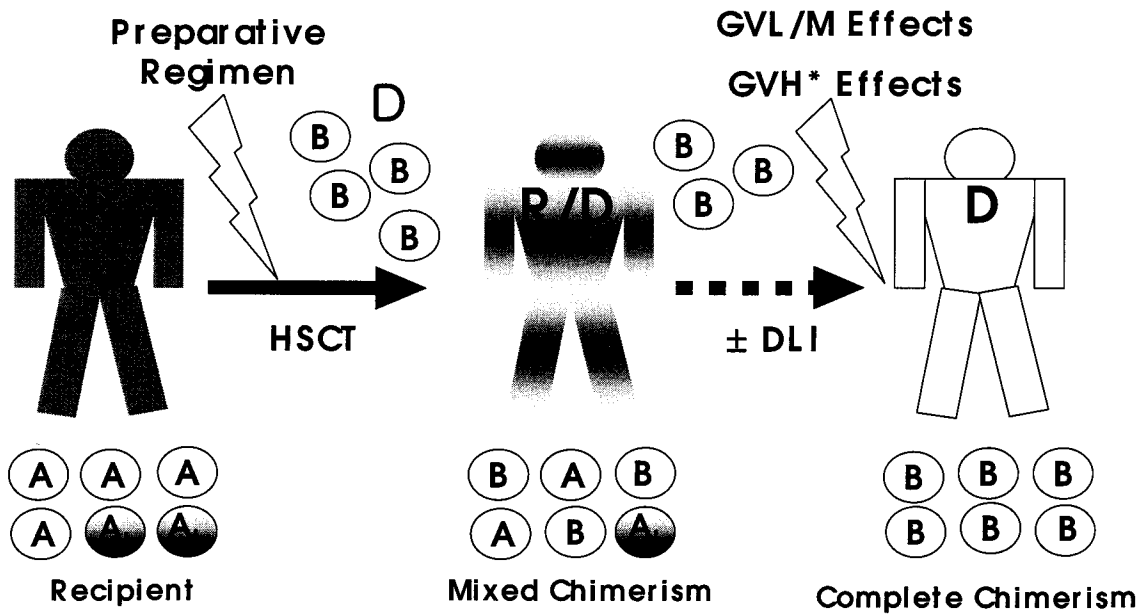 Preparative
Regimen
GVL/M Effects
GVH* Effects
D
B
B
B
B
R/D
B
B
B
D
HSCT
± DLI
A A A
A A A
B A B
A B A
B B B
B B B
Recipient
Mixed Chimerism
Complete Chimerism